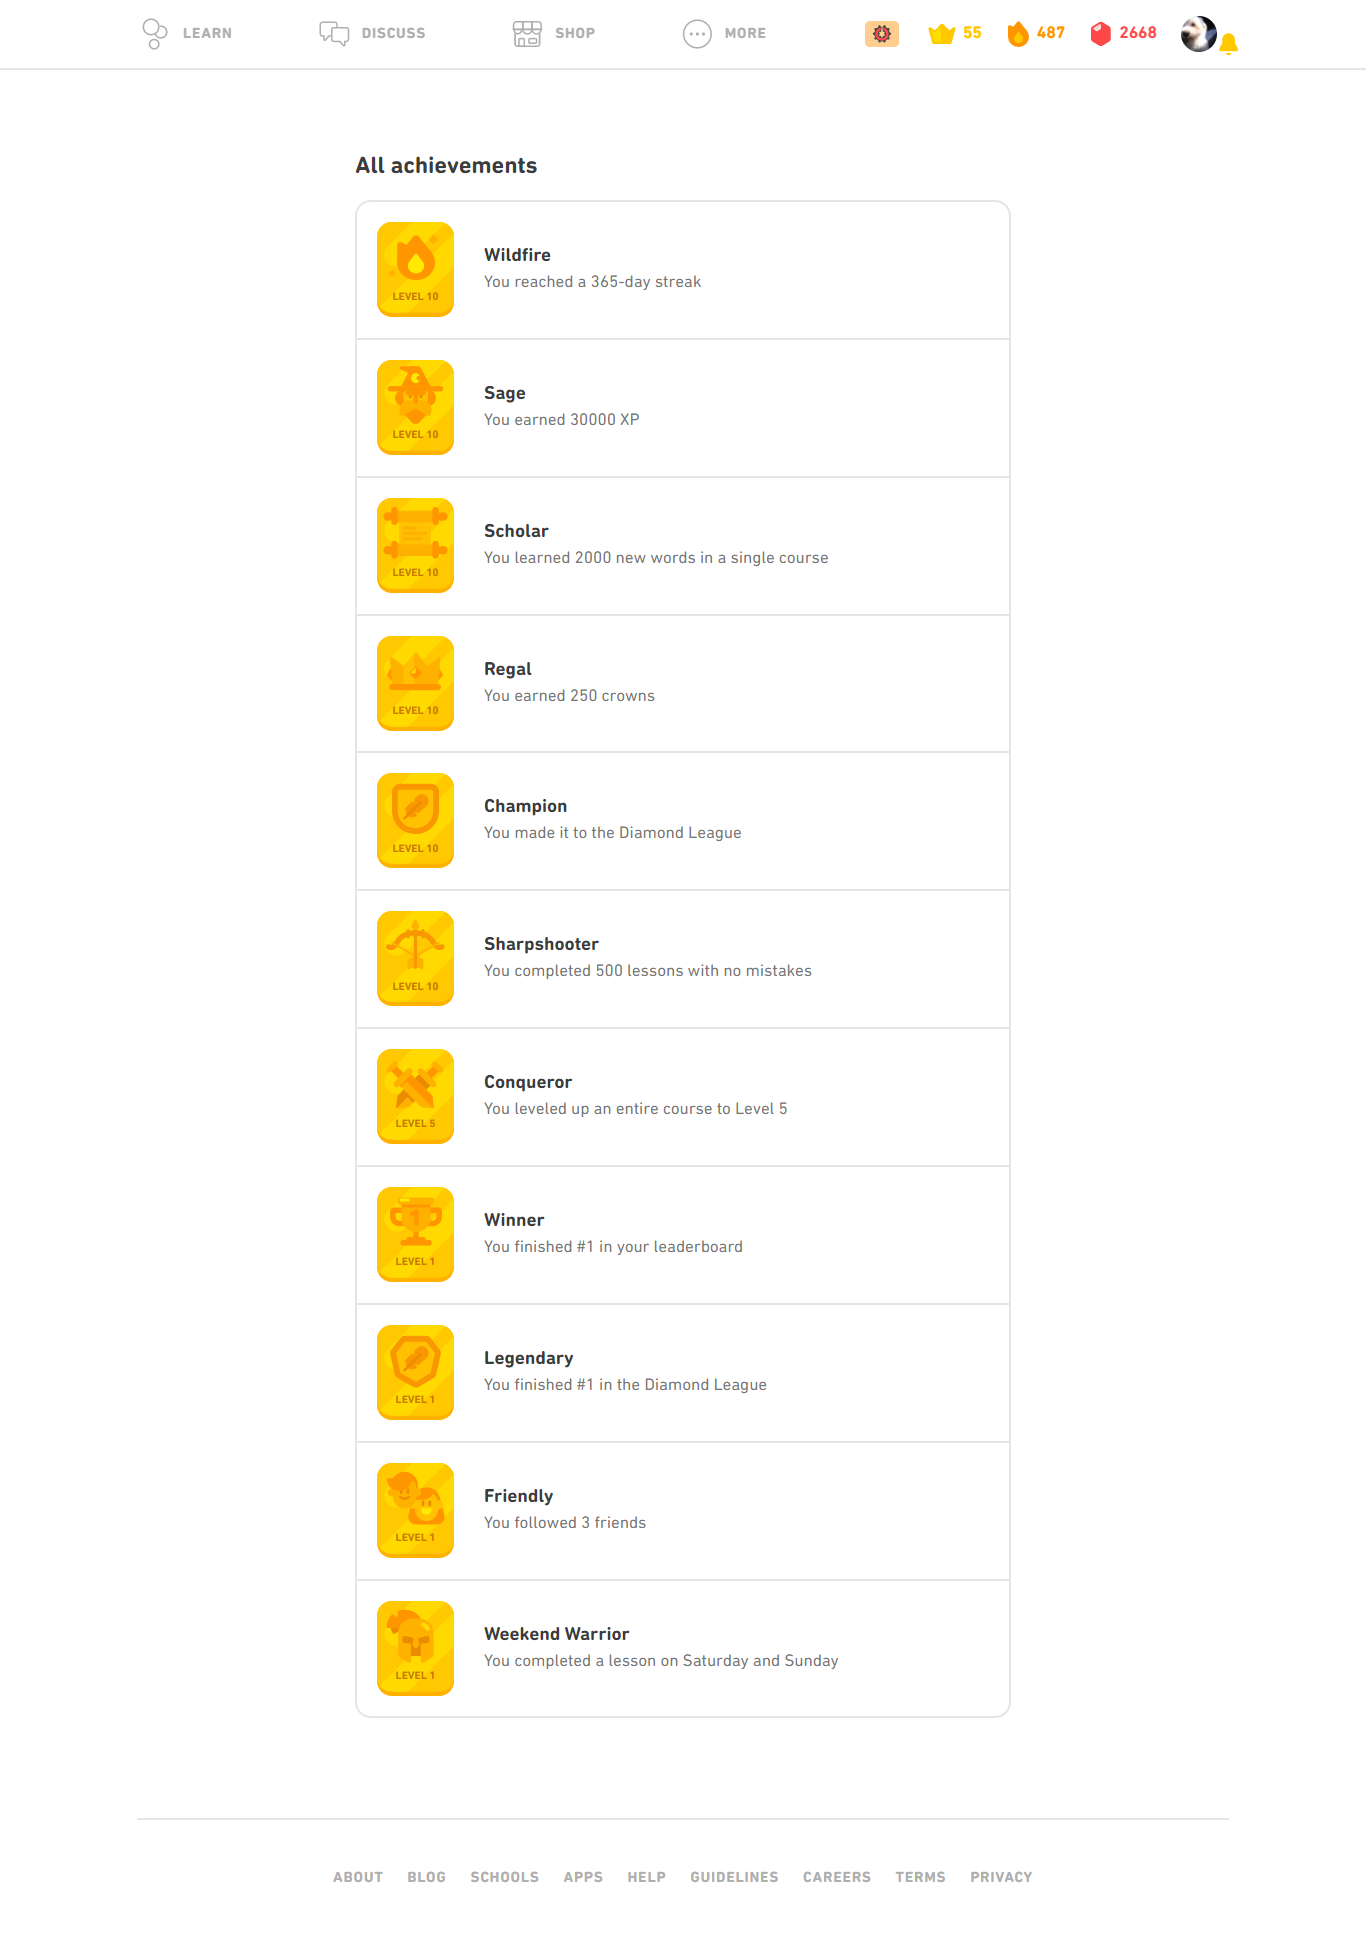 LEARN DISCUSS SHOP MORE 55 487 2668
All achievements
LEVEL 10
Wildfire
You reached a 365-day streak
LEVEL 10
Sage
You earned 30000 XP
LEVEL 10
Scholar
You learned 2000 new words in a single course
LEVEL 10
Regal
You earned 250 crowns
LEVEL 10
Champion
You made it to the Diamond League
LEVEL 10
Sharpshooter
You completed 500 lessons with no mistakes
LEVEL 10
Conqueror
You leveled up an entire course to Level 5
LEVEL 5
Winner
You finished #1 in your leaderboard
LEVEL 1
Legendary
You finished #1 in the Diamond League
LEVEL 1
Friendly
You followed 3 friends
LEVEL 1
Weekend Warrior
You completed a lesson on Saturday and Sunday
LEVEL 1
ABOUT BLOG SCHOOLS APPS HELP GUIDELINES CAREERS TERMS PRIVACY